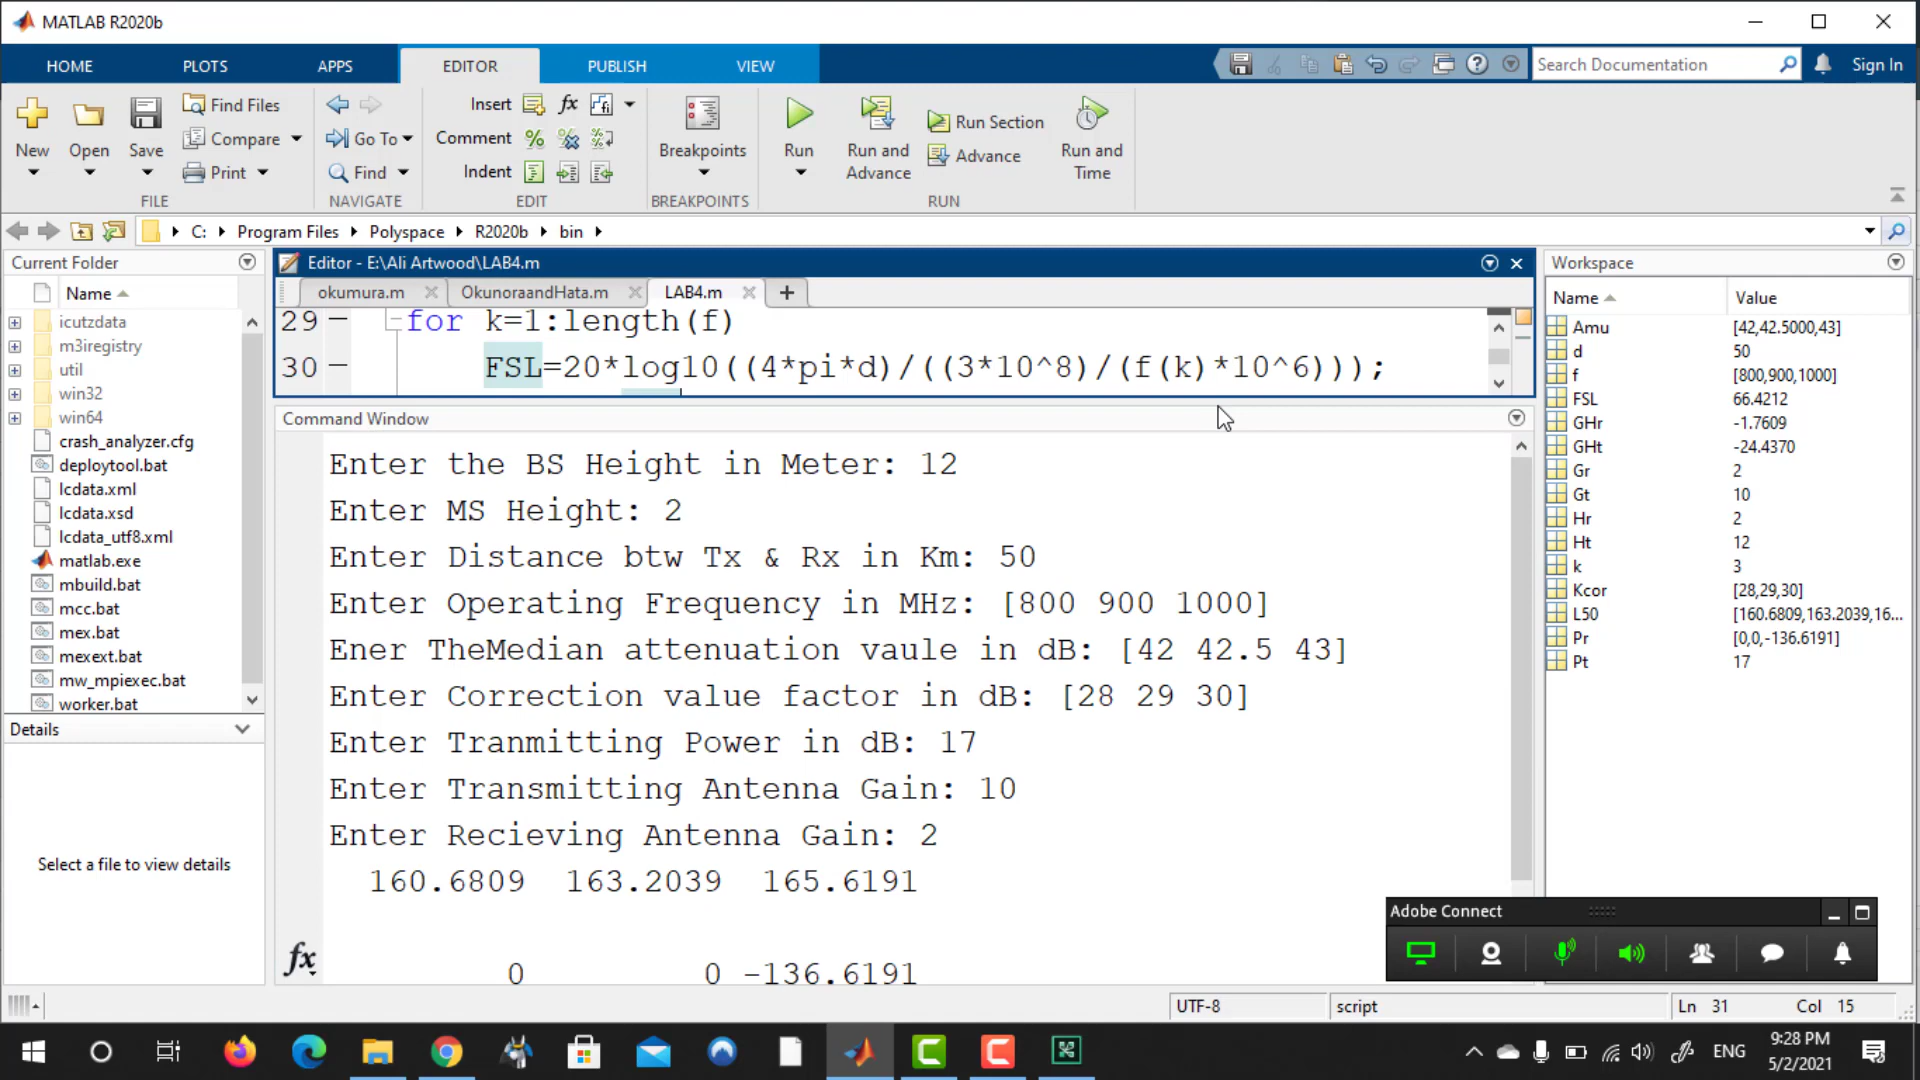 MATLAB R2020b
HOME PLOTS APPS EDITOR PUBLISH VIEW
Search Documentation
Sign In
New Open Save
Find Files
Compare
Print
FILE
Go To
Find
NAVIGATE
Insert
Comment
Indent
EDIT
Breakpoints
BREAKPOINTS
Run
Run and Advance
Run Section
Advance
Run and Time
RUN
C: Program Files Polyspace R2020b bin
Current Folder
Name
icutzdata
m3iregistry
util
win32
win64
crash_analyzer.cfg
deploytool.bat
lcdata.xml
lcdata.xsd
lcdata_utf8.xml
matlab.exe
mbuild.bat
mcc.bat
mex.bat
mexext.bat
mw_mpiexec.bat
worker.bat
Details
Select a file to view details
Editor - E:\Ali Artwood\LAB4.m
okumura.m OkunoraandHata.m LAB4.m
29 for k=1:length(f)
30 FSL=20*log10((4*pi*d)/((3*10^8)/(f(k)*10^6)));
Command Window
Enter the BS Height in Meter: 12
Enter MS Height: 2
Enter Distance btw Tx & Rx in Km: 50
Enter Operating Frequency in MHz: [800 900 1000]
Ener TheMedian attenuation vaule in dB: [42 42.5 43]
Enter Correction value factor in dB: [28 29 30]
Enter Tranmitting Power in dB: 17
Enter Transmitting Antenna Gain: 10
Enter Recieving Antenna Gain: 2
160.6809 163.2039 165.6191
fx
0 0 -136.6191
Workspace
Name Value
Amu [42,42.5000,43]
d 50
f [800,900,1000]
FSL 66.4212
GHr -1.7609
GHt -24.4370
Gr 2
Gt 10
Hr 2
Ht 12
k 3
Kcor [28,29,30]
L50 [160.6809,163.2039,16...
Pr [0,0,-136.6191]
Pt 17
Adobe Connect
UTF-8 script Ln 31 Col 15
ENG
9:28 PM
5/2/2021